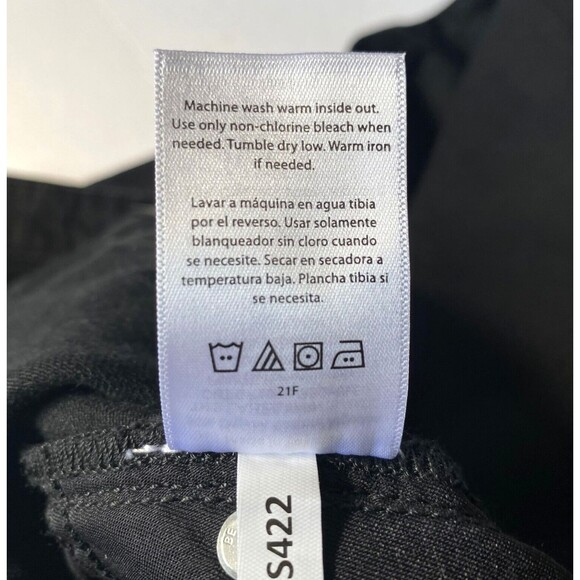 Machine wash warm inside out.
Use only non-chlorine bleach when
needed. Tumble dry low. Warm iron
if needed.
Lavar a máquina en agua tibia
por el reverso. Usar solamente
blanqueador sin cloro cuando
se necesite. Secar en secadora a
temperatura baja. Plancha tibia si
se necesita.
21F
S422